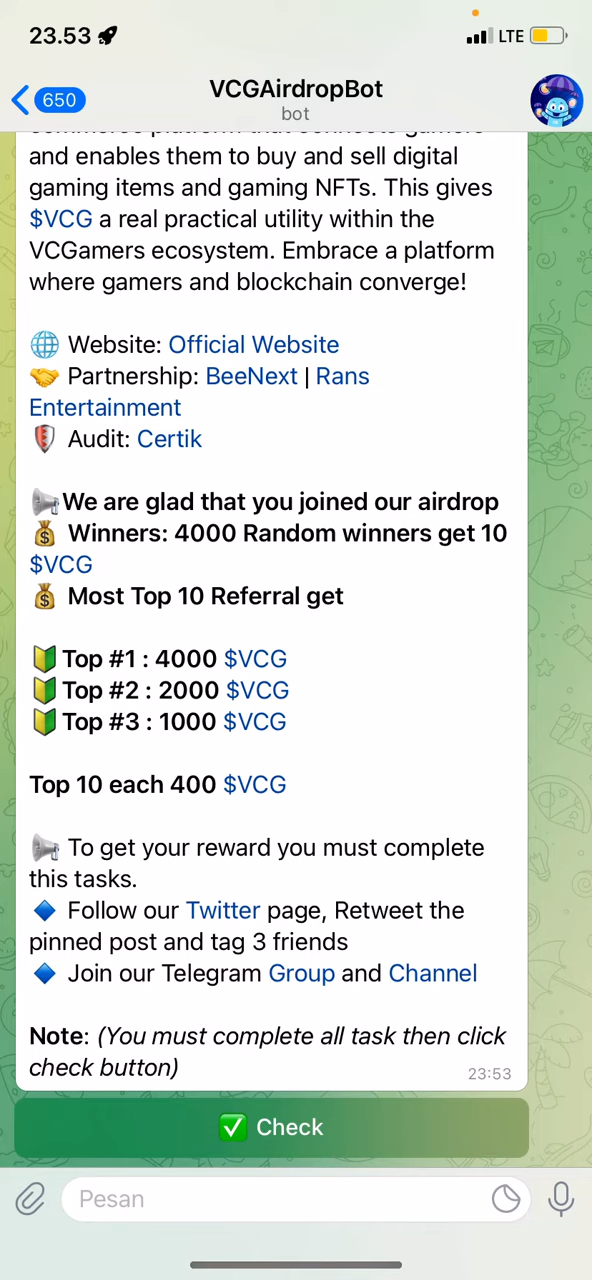 23.53
LTE
650
VCGAirdropBot
bot
commerce platform that connects gamers
and enables them to buy and sell digital
gaming items and gaming NFTs. This gives
$VCG a real practical utility within the
VCGamers ecosystem. Embrace a platform
where gamers and blockchain converge!
🌐 Website: Official Website
🤝 Partnership: BeeNext | Rans
Entertainment
Audit: Certik
📢We are glad that you joined our airdrop
💰 Winners: 4000 Random winners get 10
$VCG
💰 Most Top 10 Referral get
🔰Top #1 : 4000 $VCG
🔰Top #2 : 2000 $VCG
🔰Top #3 : 1000 $VCG
Top 10 each 400 $VCG
📢 To get your reward you must complete
this tasks.
🔹 Follow our Twitter page, Retweet the
pinned post and tag 3 friends
🔹 Join our Telegram Group and Channel
Note: (You must complete all task then click
check button)
23:53
✅ Check
Pesan